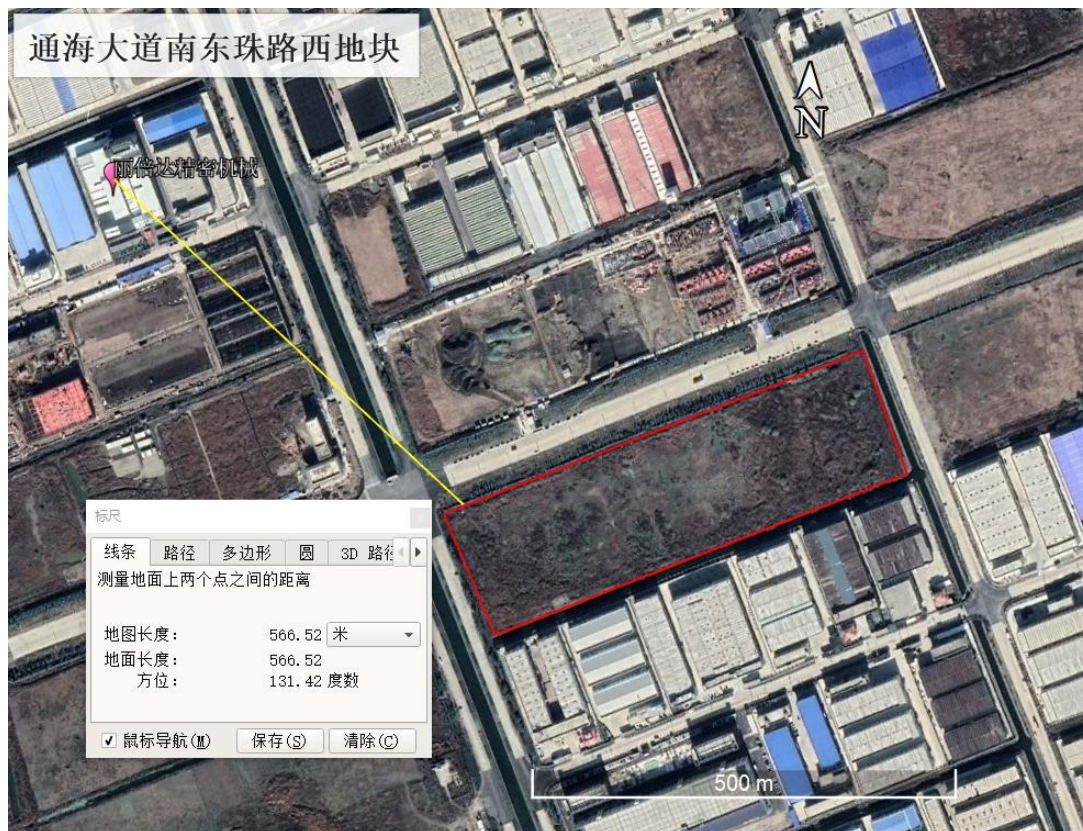 通海大道南东珠路西地块
N
丽倍达精密机械
标尺
线条 路径 多边形 圆 3D 路径
测量地面上两个点之间的距离
地图长度： 566.52 米
地面长度： 566.52
方位： 131.42 度数
鼠标导航(M) 保存(S) 清除(C)
500 m